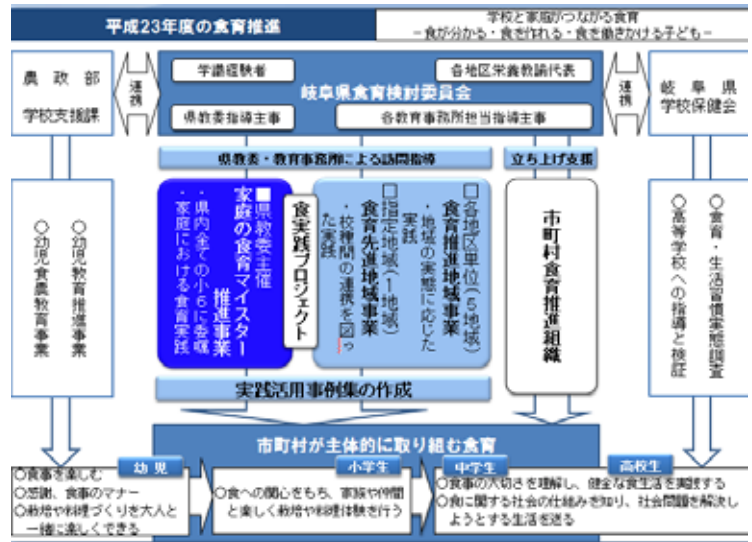 平成23年度の食育推進
学校と家庭がつながる食育
－食が分かる・食を作れる・食を働きかける子ども－
農政部
学校支援課
連携
学識経験者
各地区栄養教諭代表
岐阜県食育検討委員会
県教委指導主事
各教育事務所担当指導主事
連携
岐阜県
学校保健会
県教委・教育事務所による訪問指導
立ち上げ支援
○幼児教育推進事業
○幼児食農教育事業
■県教委主催
家庭の食育マイスター
推進事業
・県内全ての小６に委嘱
・家庭における食育実践
食実践プロジェクト
□各地区単位(５地域)
食育推進地域事業
・地域の実態に応じた
実践
□指定地域(１地域)
食育先進地域事業
・校種間の連携を図っ
た実践
市町村食育推進組織
○食育・生活習慣実態調査
○高等学校への指導と検証
実践活用事例集の作成
市町村が主体的に取り組む食育
幼児
○食事を楽しむ
○感謝、食事のマナー
○栽培や料理づくりを大人と
一緒に楽しくできる
小学生
○食への関心をもち、家族や仲間
と楽しく栽培や料理体験を行う
中学生
高校生
○食事の大切さを理解し、健全な食生活を実践する
○食に関する社会の仕組みを知り、社会問題を解決し
ようとする生活を送る